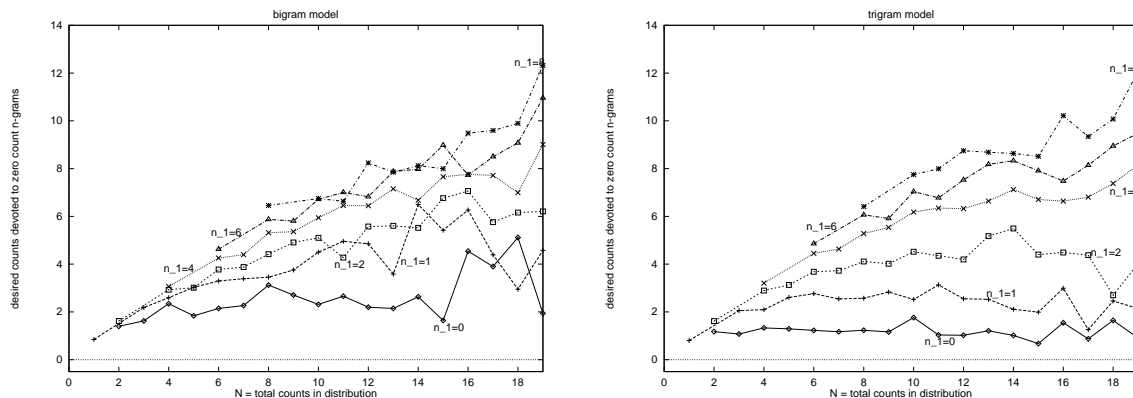 bigram model
desired counts devoted to zero count n-grams
14
12
10
8
6
4
2
0
n_1=8
n_1=6
n_1=4
n_1=2
n_1=1
n_1=0
0 2 4 6 8 10 12 14 16 18
N = total counts in distribution
trigram model
desired counts devoted to zero count n-grams
14
12
10
8
6
4
2
0
n_1=
n_1=6
n_1=
n_1=2
n_1=1
n_1=0
0 2 4 6 8 10 12 14 16 18
N = total counts in distribution